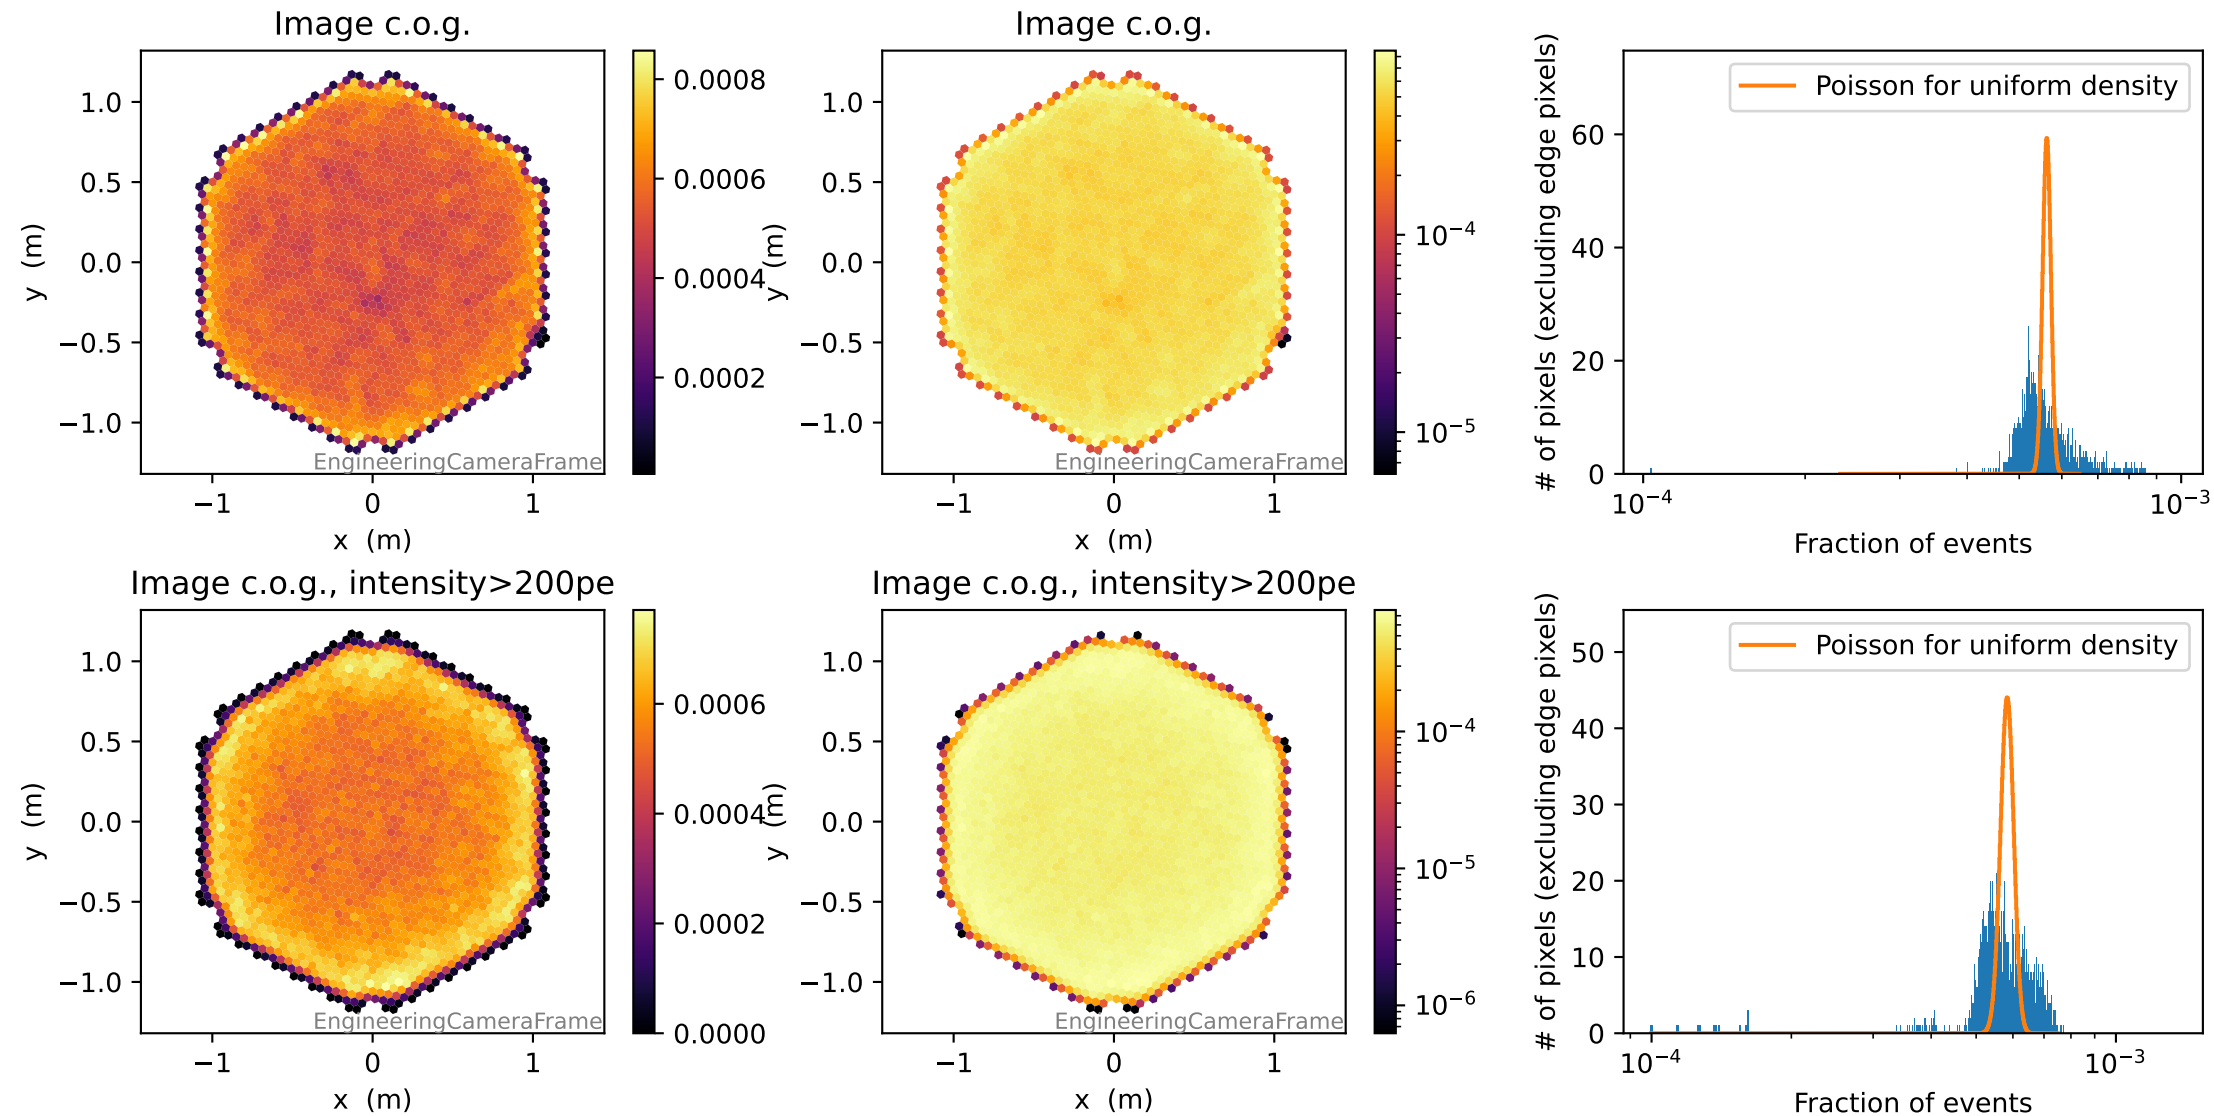 Image c.o.g.
1.0
0.5
0.0
−0.5
−1.0
y (m)
−1
0
1
x (m)
EngineeringCameraFrame
0.0008
0.0006
0.0004
0.0002
Image c.o.g.
1.0
0.5
0.0
−0.5
−1.0
y (m)
−1
0
1
x (m)
EngineeringCameraFrame
10⁻⁴
10⁻⁵
# of pixels (excluding edge pixels)
60
40
20
0
Poisson for uniform density
10⁻⁴
10⁻³
Fraction of events
Image c.o.g., intensity>200pe
1.0
0.5
0.0
−0.5
−1.0
y (m)
−1
0
1
x (m)
EngineeringCameraFrame
0.0006
0.0004
0.0002
0.0000
Image c.o.g., intensity>200pe
1.0
0.5
0.0
−0.5
−1.0
y (m)
−1
0
1
x (m)
EngineeringCameraFrame
10⁻⁴
10⁻⁵
10⁻⁶
# of pixels (excluding edge pixels)
50
40
30
20
10
0
Poisson for uniform density
10⁻⁴
10⁻³
Fraction of events